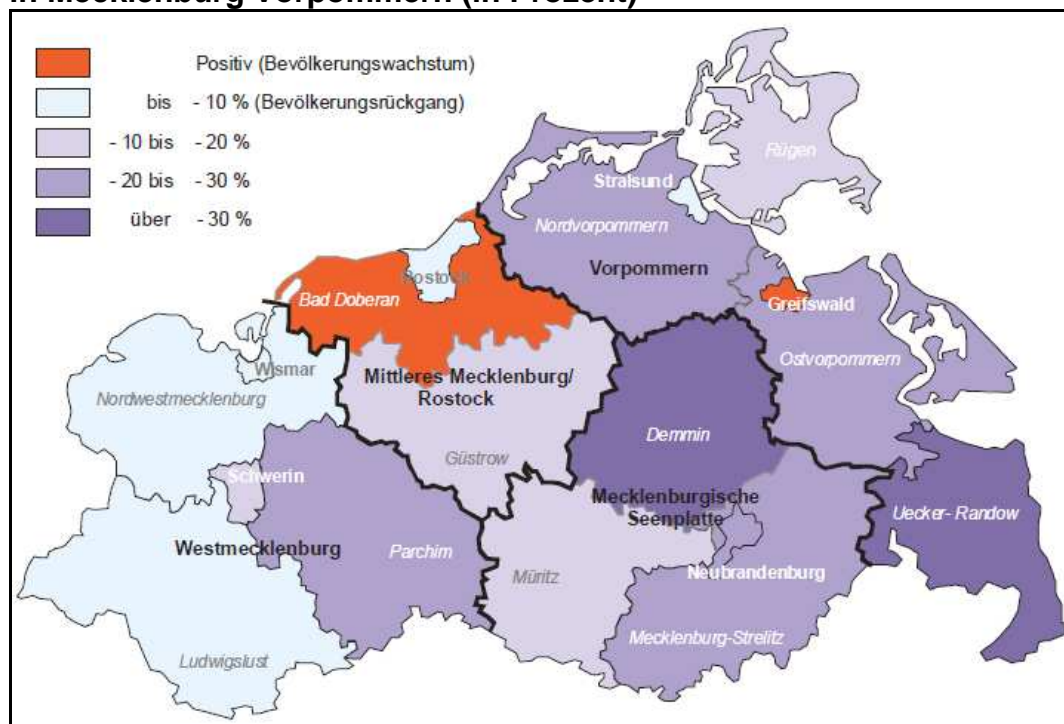 in Mecklenburg-Vorpommern (in Prozent)
Positiv (Bevölkerungswachstum)
bis - 10 % (Bevölkerungsrückgang)
- 10 bis - 20 %
- 20 bis - 30 %
über - 30 %
Rügen
Stralsund
Nordvorpommern
Vorpommern
Rostock
Bad Doberan
Greifswald
Ostvorpommern
Wismar
Nordwestmecklenburg
Mittleres Mecklenburg/
Rostock
Demmin
Güstrow
Schwerin
Mecklenburgische
Seenplatte
Uecker- Randow
Westmecklenburg
Parchim
Müritz
Neubrandenburg
Mecklenburg-Strelitz
Ludwigslust